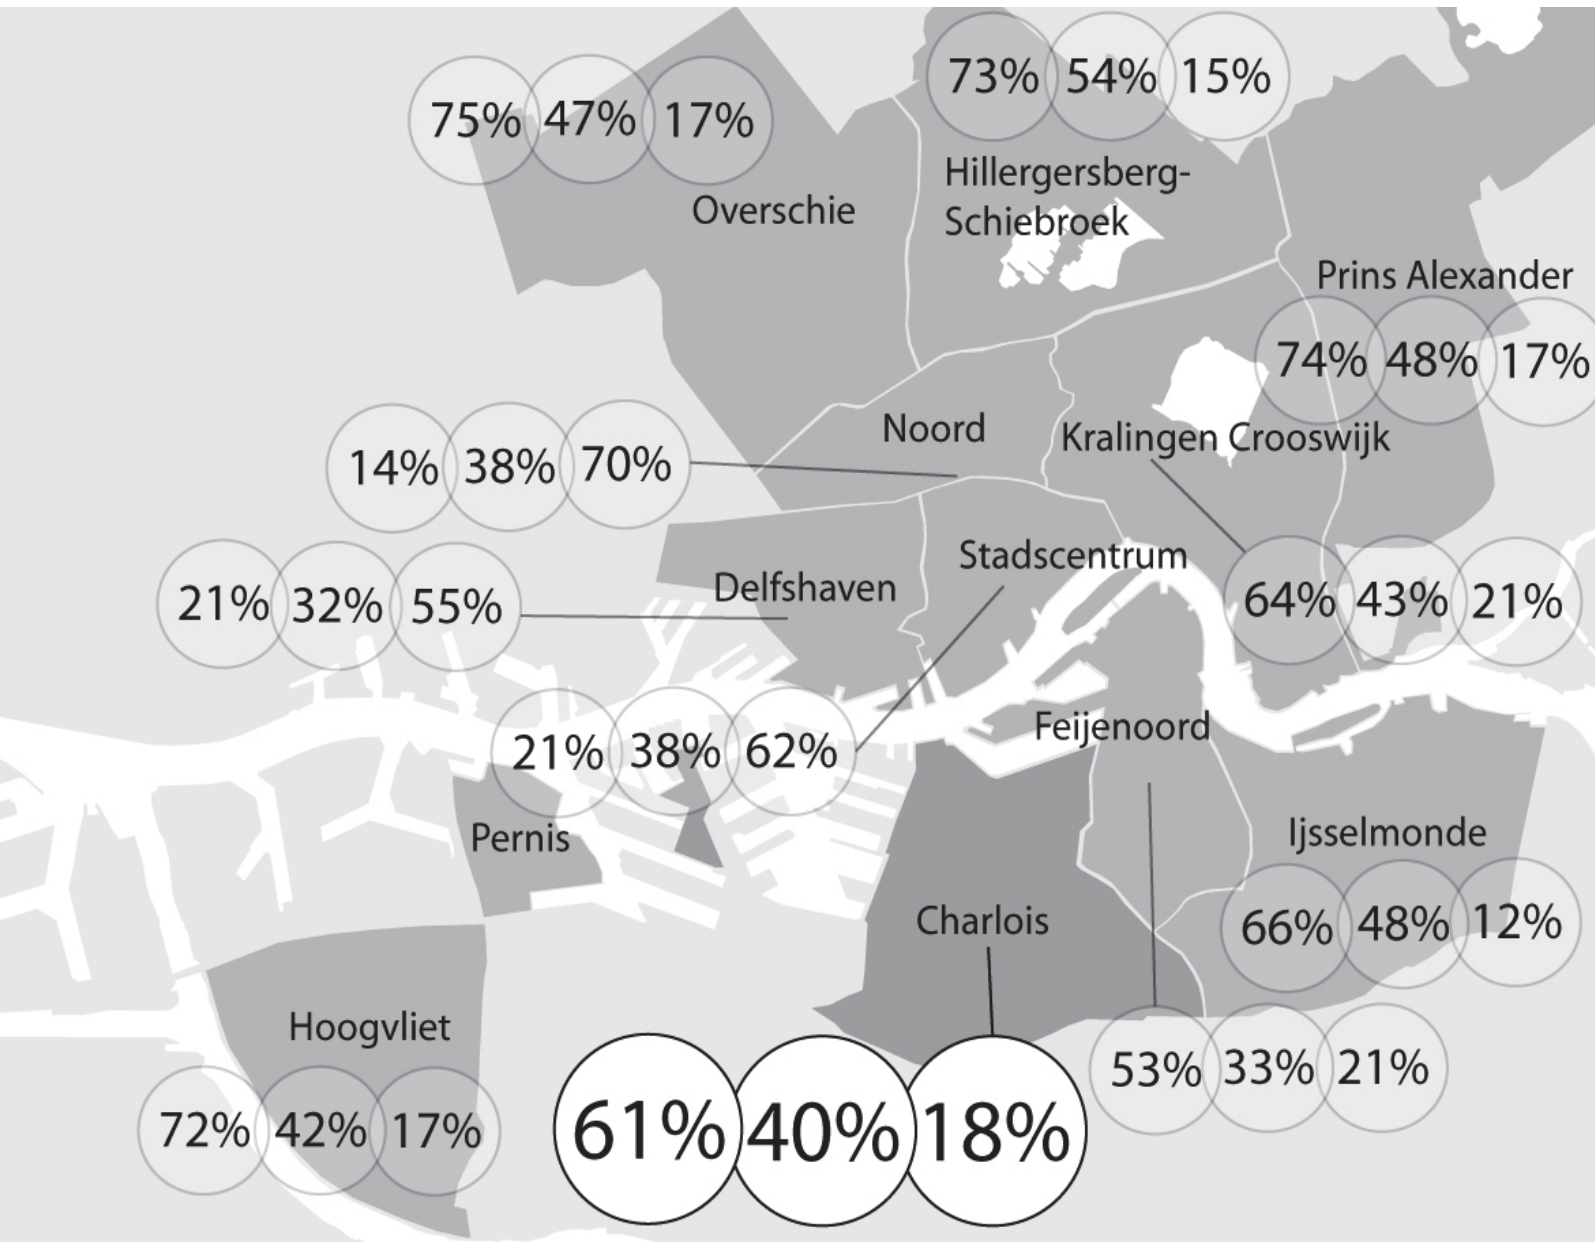 73% 54% 15%
75% 47% 17%
Hillergersberg-
Schiebroek
Overschie
Prins Alexander
74% 48% 17%
Noord
Kralingen Crooswijk
14% 38% 70%
Stadscentrum
Delfshaven
21% 32% 55%
64% 43% 21%
Feijenoord
21% 38% 62%
Pernis
Ijsselmonde
Charlois
66% 48% 12%
Hoogvliet
53% 33% 21%
72% 42% 17%
61% 40% 18%